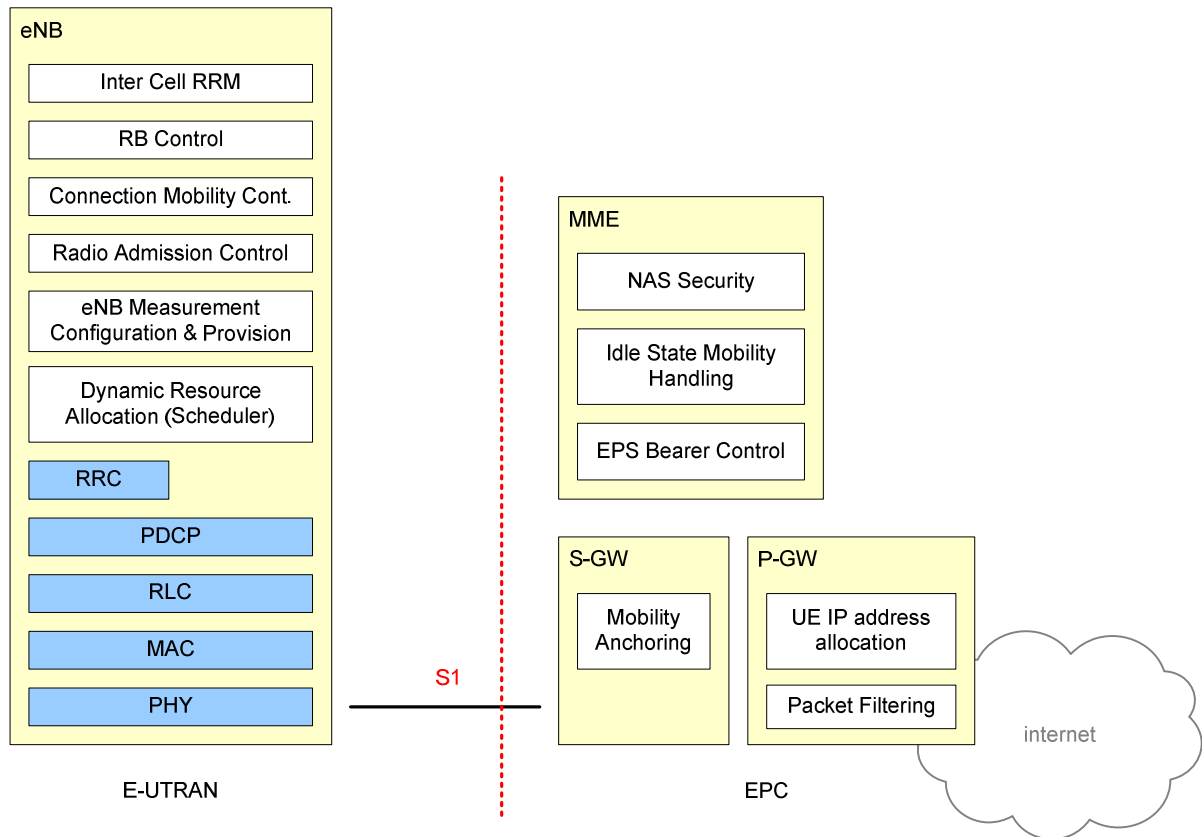 eNB
Inter Cell RRM
RB Control
Connection Mobility Cont.
Radio Admission Control
eNB Measurement
Configuration & Provision
Dynamic Resource
Allocation (Scheduler)
RRC
PDCP
RLC
MAC
PHY
E-UTRAN
S1
MME
NAS Security
Idle State Mobility
Handling
EPS Bearer Control
S-GW
Mobility
Anchoring
P-GW
UE IP address
allocation
Packet Filtering
internet
EPC